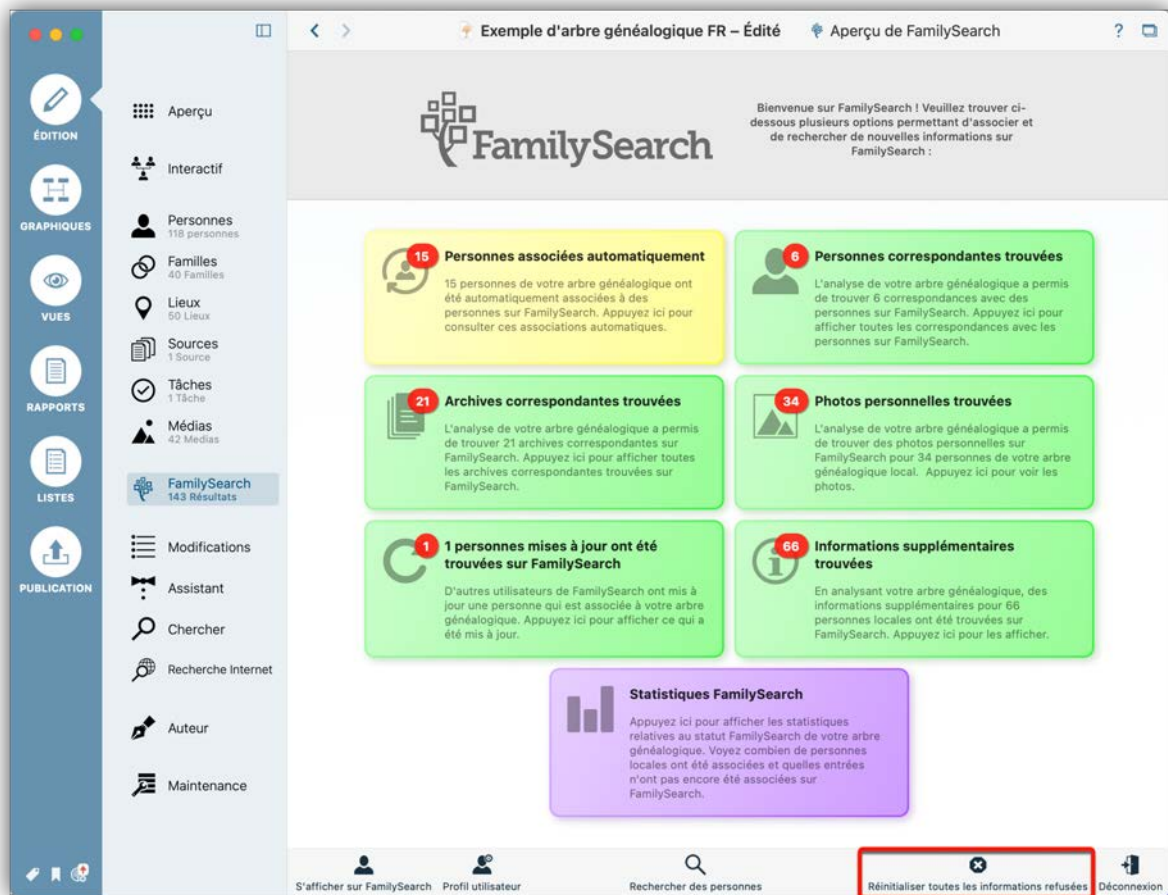 Exemple d'arbre généalogique FR – Édité
Aperçu de FamilySearch
?
ÉDITION
GRAPHIQUES
VUES
RAPPORTS
LISTES
PUBLICATION
Aperçu
Interactif
Personnes
118 personnes
Familles
40 Familles
Lieux
50 Lieux
Sources
1 Source
Tâches
1 Tâche
Médias
42 Medias
FamilySearch
143 Résultats
Modifications
Assistant
Chercher
Recherche Internet
Auteur
Maintenance
FamilySearch
Bienvenue sur FamilySearch ! Veuillez trouver ci-
dessous plusieurs options permettant d'associer et
de rechercher de nouvelles informations sur
FamilySearch :
15
Personnes associées automatiquement
15 personnes de votre arbre généalogique ont
été automatiquement associées à des
personnes sur FamilySearch. Appuyez ici pour
consulter ces associations automatiques.
6
Personnes correspondantes trouvées
L'analyse de votre arbre généalogique a permis
de trouver 6 correspondances avec des
personnes sur FamilySearch. Appuyez ici pour
afficher toutes les correspondances avec les
personnes sur FamilySearch.
21
Archives correspondantes trouvées
L'analyse de votre arbre généalogique a permis
de trouver 21 archives correspondantes sur
FamilySearch. Appuyez ici pour afficher toutes
les archives correspondantes trouvées sur
FamilySearch.
34
Photos personnelles trouvées
L'analyse de votre arbre généalogique a permis
de trouver des photos personnelles sur
FamilySearch pour 34 personnes de votre arbre
généalogique local. Appuyez ici pour voir les
photos.
1
1 personnes mises à jour ont été
trouvées sur FamilySearch
D'autres utilisateurs de FamilySearch ont mis à
jour une personne qui est associée à votre arbre
généalogique. Appuyez ici pour afficher ce qui a
été mis à jour.
66
Informations supplémentaires
trouvées
En analysant votre arbre généalogique, des
informations supplémentaires pour 66
personnes locales ont été trouvées sur
FamilySearch. Appuyez ici pour les afficher.
Statistiques FamilySearch
Appuyez ici pour afficher les statistiques
relatives au statut FamilySearch de votre arbre
généalogique. Voyez combien de personnes
locales ont été associées et quelles entrées
n'ont pas encore été associées sur
FamilySearch.
S'afficher sur FamilySearch
Profil utilisateur
Rechercher des personnes
Réinitialiser toutes les informations refusées
Déconnexion